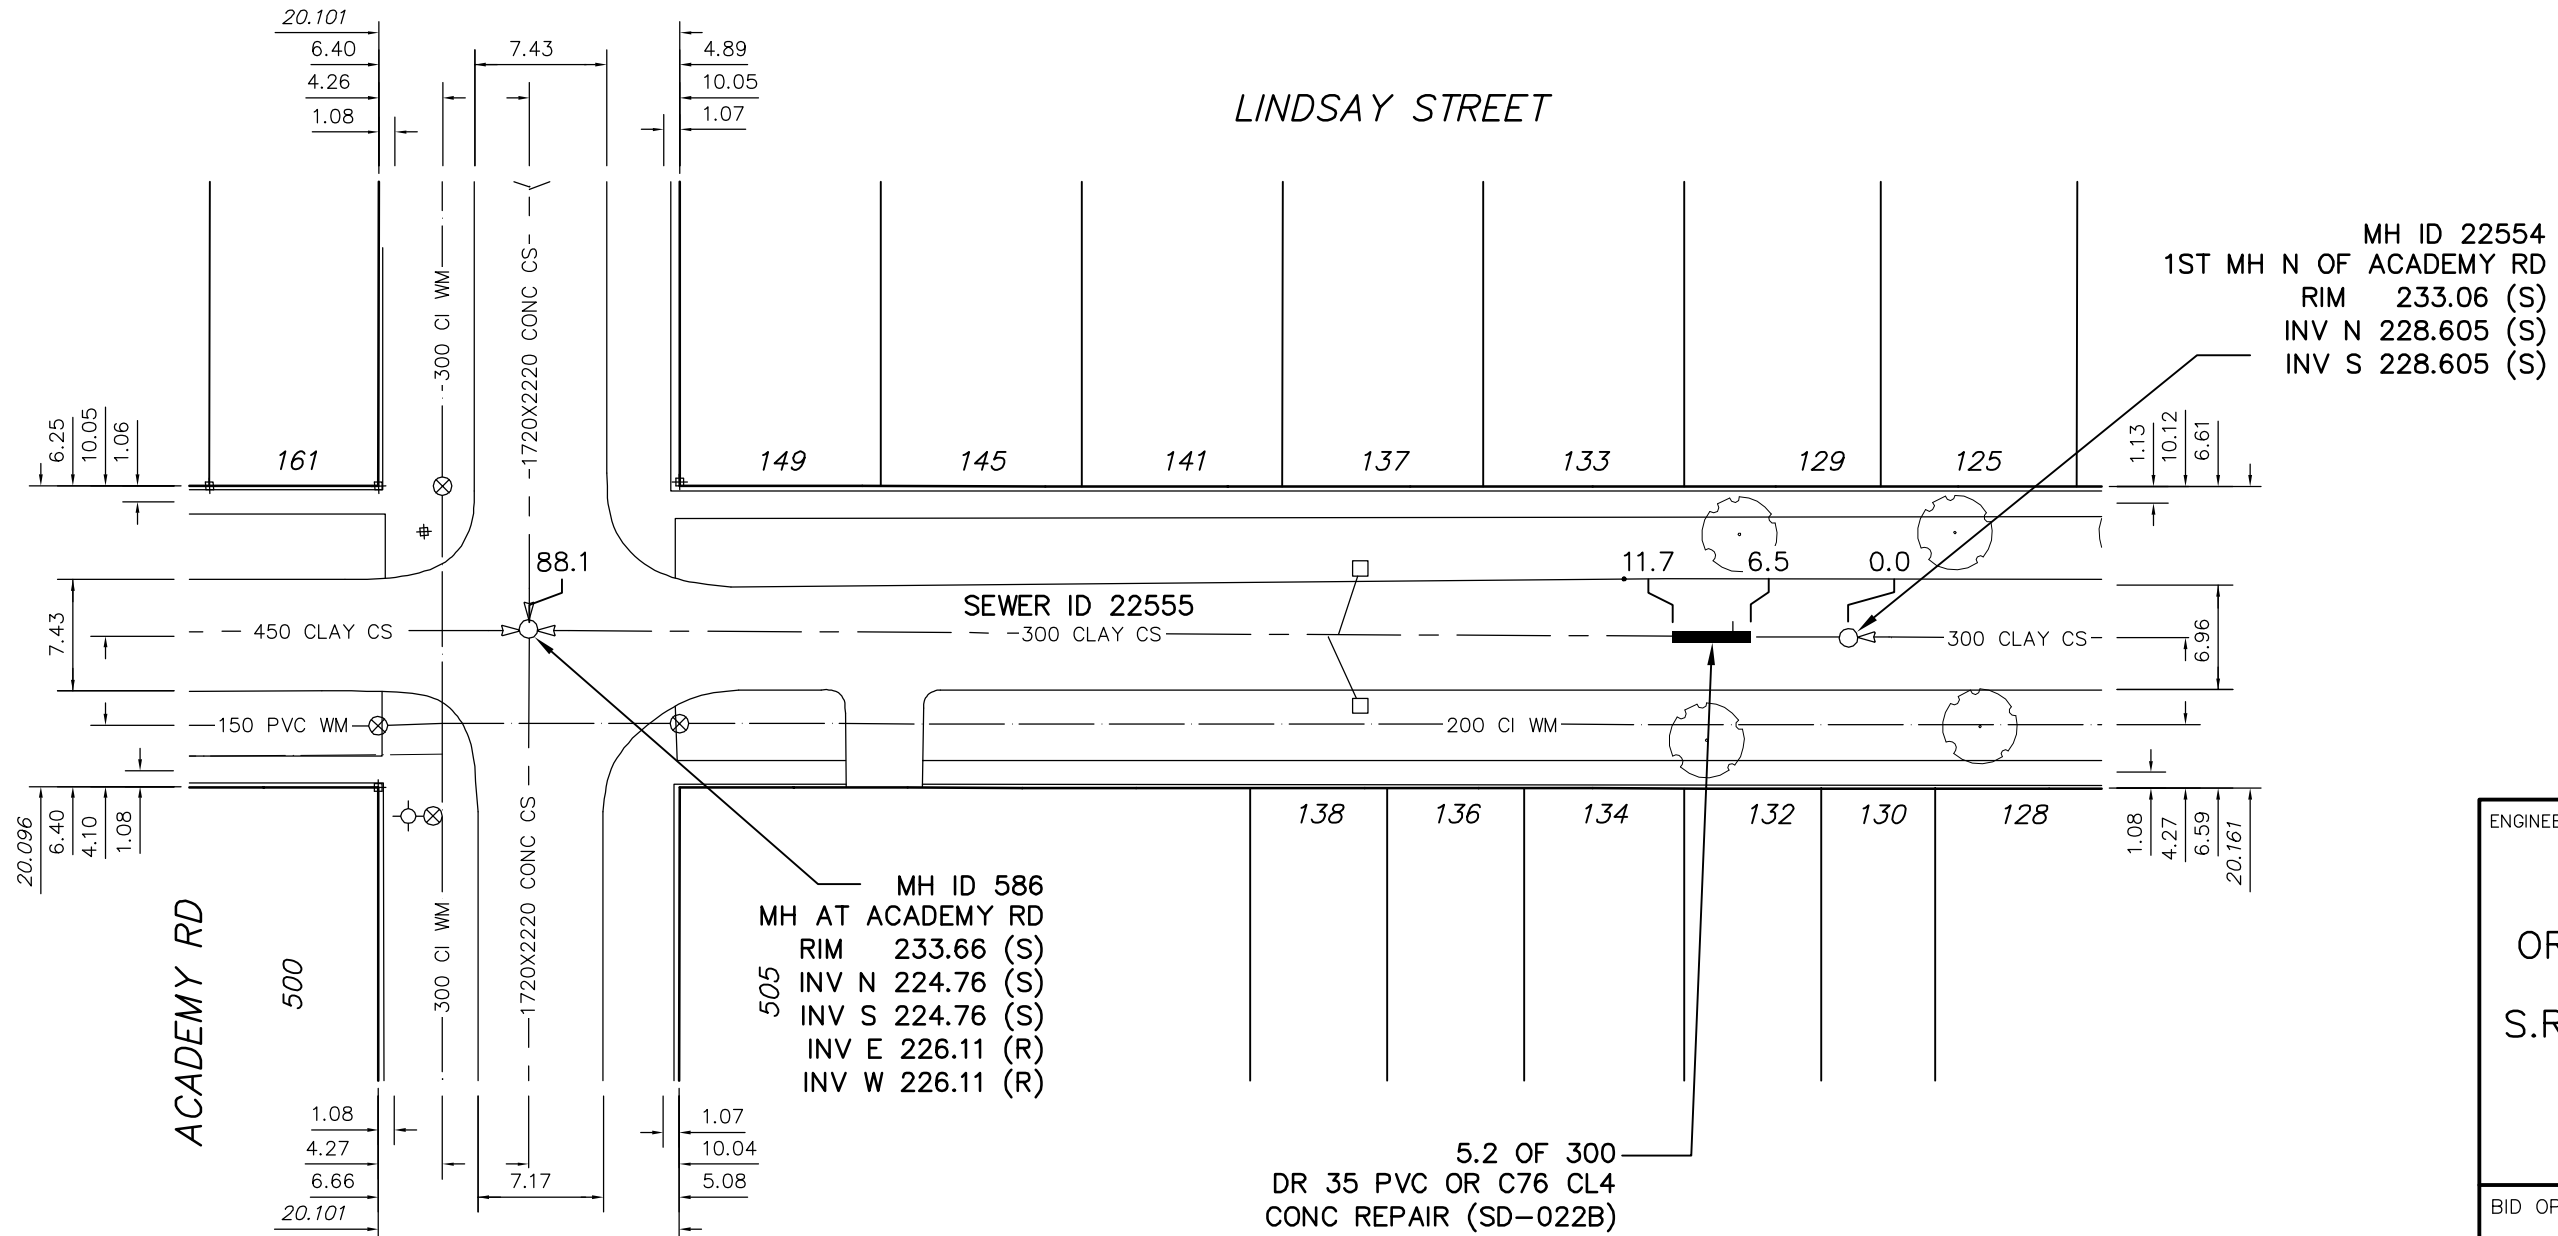 20.101
6.40
4.26
1.08
7.43
4.89
10.05
1.07
LINDSAY STREET
MH ID 22554
1ST MH N OF ACADEMY RD
RIM 233.06 (S)
INV N 228.605 (S)
INV S 228.605 (S)
300 CI WM
1720X2220 CONC CS
6.25
10.05
1.06
161
149
145
141
137
133
129
125
1.13
10.12
6.61
88.1
11.7
6.5
0.0
SEWER ID 22555
7.43
450 CLAY CS
300 CLAY CS
300 CLAY CS
6.96
150 PVC WM
200 CI WM
20.096
6.40
4.10
1.08
138
136
134
132
130
128
1.08
4.27
6.59
20.161
300 CI WM
1720X2220 CONC CS
ACADEMY RD
500
505
MH ID 586
MH AT ACADEMY RD
RIM 233.66 (S)
INV N 224.76 (S)
INV S 224.76 (S)
INV E 226.11 (R)
INV W 226.11 (R)
1.08
4.27
6.66
20.101
7.17
1.07
10.04
5.08
5.2 OF 300
DR 35 PVC OR C76 CL4
CONC REPAIR (SD-022B)
ENGINEE
OR
S.R
BID OP